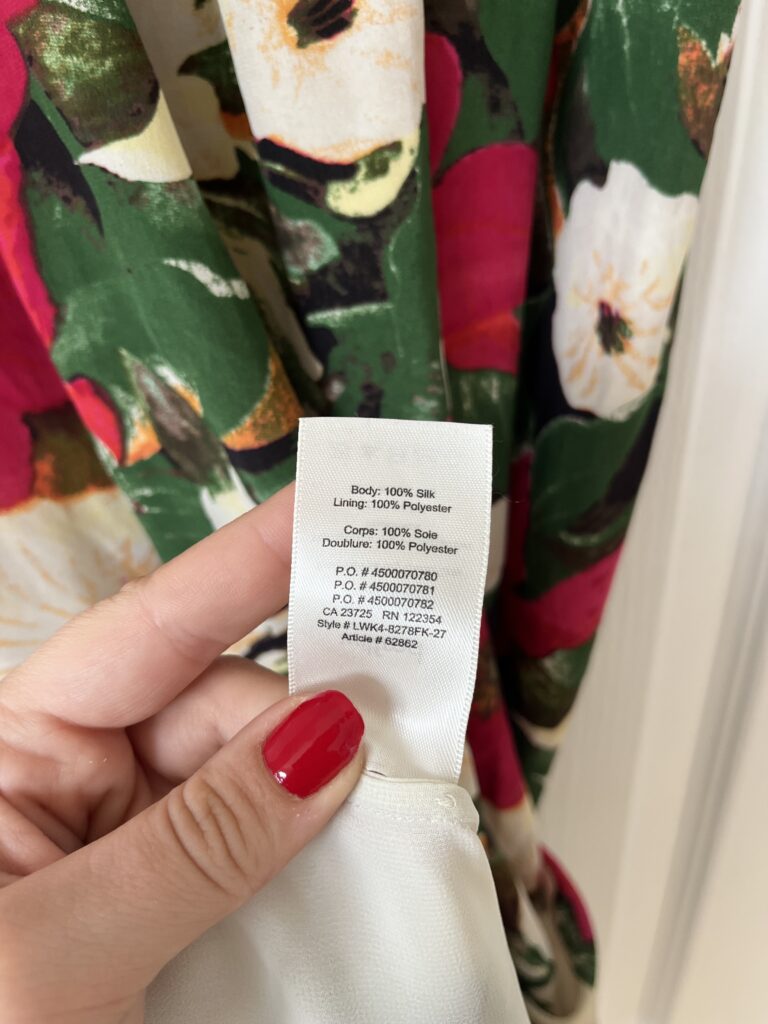 Body: 100% Silk
Lining: 100% Polyester
Corps: 100% Soie
Doublure: 100% Polyester
P.O. # 4500070780
P.O. # 4500070781
P.O. # 4500070782
CA 23725 RN 122354
Style # LWK4-8278FK-27
Article # 62862